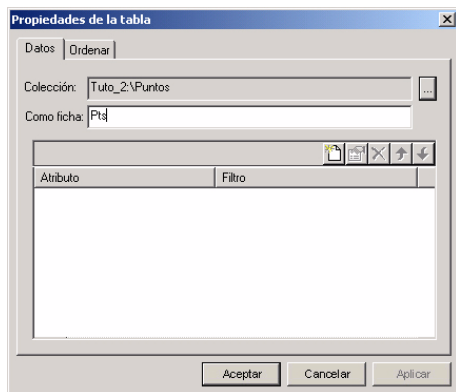 Propiedades de la tabla
Datos Ordenar
Colección: Tuto_2:\Puntos ...
Como ficha: Pts
Atributo Filtro
Aceptar Cancelar Aplicar